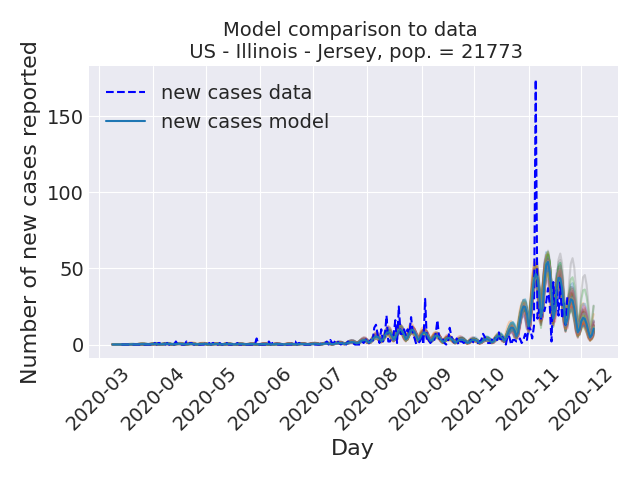 Model comparison to data
US - Illinois - Jersey, pop. = 21773
Number of new cases reported
new cases data
new cases model
150
100
50
0
2020-03
2020-04
2020-05
2020-06
2020-07
2020-08
2020-09
2020-10
2020-11
2020-12
Day